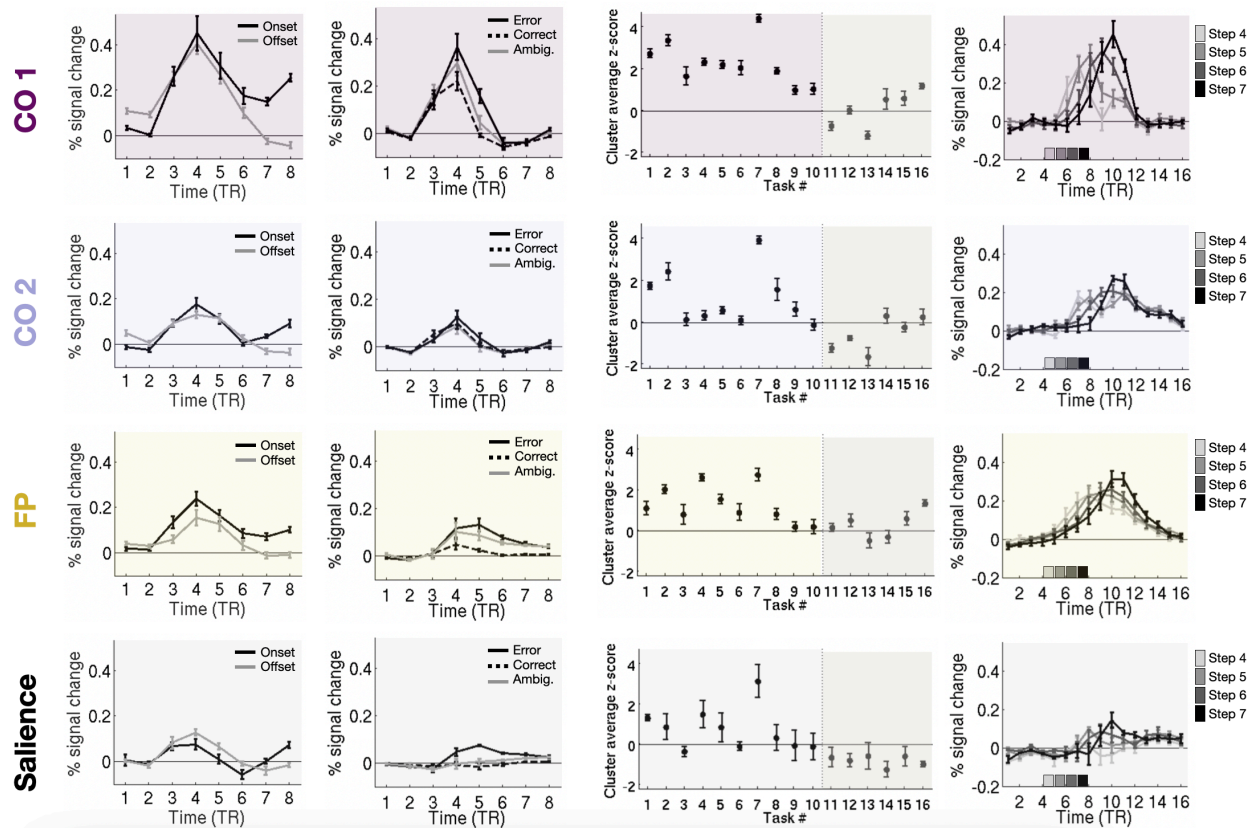 CO 1
% signal change
0.4
0.2
0
1 2 3 4 5 6 7 8
Time (TR)
Onset
Offset
% signal change
0.4
0.2
0
1 2 3 4 5 6 7 8
Time (TR)
Error
Correct
Ambig.
Cluster average z-score
4
2
0
-2
1 2 3 4 5 6 7 8 9 10 11 12 13 14 15 16
Task #
% signal change
0.4
0.2
0
-0.2
2 4 6 8 10 12 14 16
Time (TR)
Step 4
Step 5
Step 6
Step 7
CO 2
% signal change
0.4
0.2
0
1 2 3 4 5 6 7 8
Time (TR)
Onset
Offset
% signal change
0.4
0.2
0
1 2 3 4 5 6 7 8
Time (TR)
Error
Correct
Ambig.
Cluster average z-score
4
2
0
-2
1 2 3 4 5 6 7 8 9 10 11 12 13 14 15 16
Task #
% signal change
0.4
0.2
0
-0.2
2 4 6 8 10 12 14 16
Time (TR)
Step 4
Step 5
Step 6
Step 7
FP
% signal change
0.4
0.2
0
1 2 3 4 5 6 7 8
Time (TR)
Onset
Offset
% signal change
0.4
0.2
0
1 2 3 4 5 6 7 8
Time (TR)
Error
Correct
Ambig.
Cluster average z-score
4
2
0
-2
1 2 3 4 5 6 7 8 9 10 11 12 13 14 15 16
Task #
% signal change
0.4
0.2
0
-0.2
2 4 6 8 10 12 14 16
Time (TR)
Step 4
Step 5
Step 6
Step 7
Salience
% signal change
0.4
0.2
0
1 2 3 4 5 6 7 8
Time (TR)
Onset
Offset
% signal change
0.4
0.2
0
1 2 3 4 5 6 7 8
Time (TR)
Error
Correct
Ambig.
Cluster average z-score
4
2
0
-2
1 2 3 4 5 6 7 8 9 10 11 12 13 14 15 16
Task #
% signal change
0.4
0.2
0
-0.2
2 4 6 8 10 12 14 16
Time (TR)
Step 4
Step 5
Step 6
Step 7